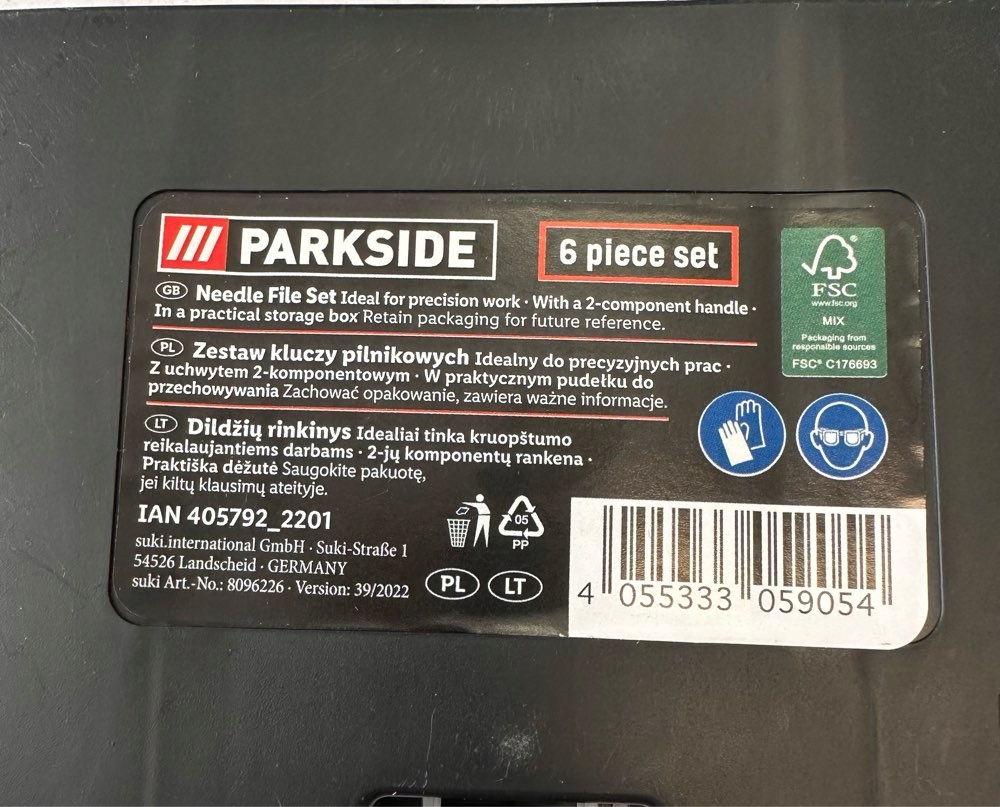 /// PARKSIDE
6 piece set
GB Needle File Set Ideal for precision work · With a 2-component handle ·
In a practical storage box Retain packaging for future reference.
PL Zestaw kluczy pilnikowych Idealny do precyzyjnych prac ·
Z uchwytem 2-komponentowym · W praktycznym pudełku do
przechowywania Zachować opakowanie, zawiera ważne informacje.
LT Dildžių rinkinys Idealiai tinka kruopštumo
reikalaujantiems darbams · 2-jų komponentų rankena ·
Praktiška dėžutė Saugokite pakuotę,
jei kiltų klausimų ateityje.
IAN 405792_2201
suki.international GmbH · Suki-Straße 1
54526 Landscheid · GERMANY
suki Art.-No.: 8096226 · Version: 39/2022
05
PP
PL LT
FSC®
www.fsc.org
MIX
Packaging from
responsible sources
FSC® C176693
4 055333 059054